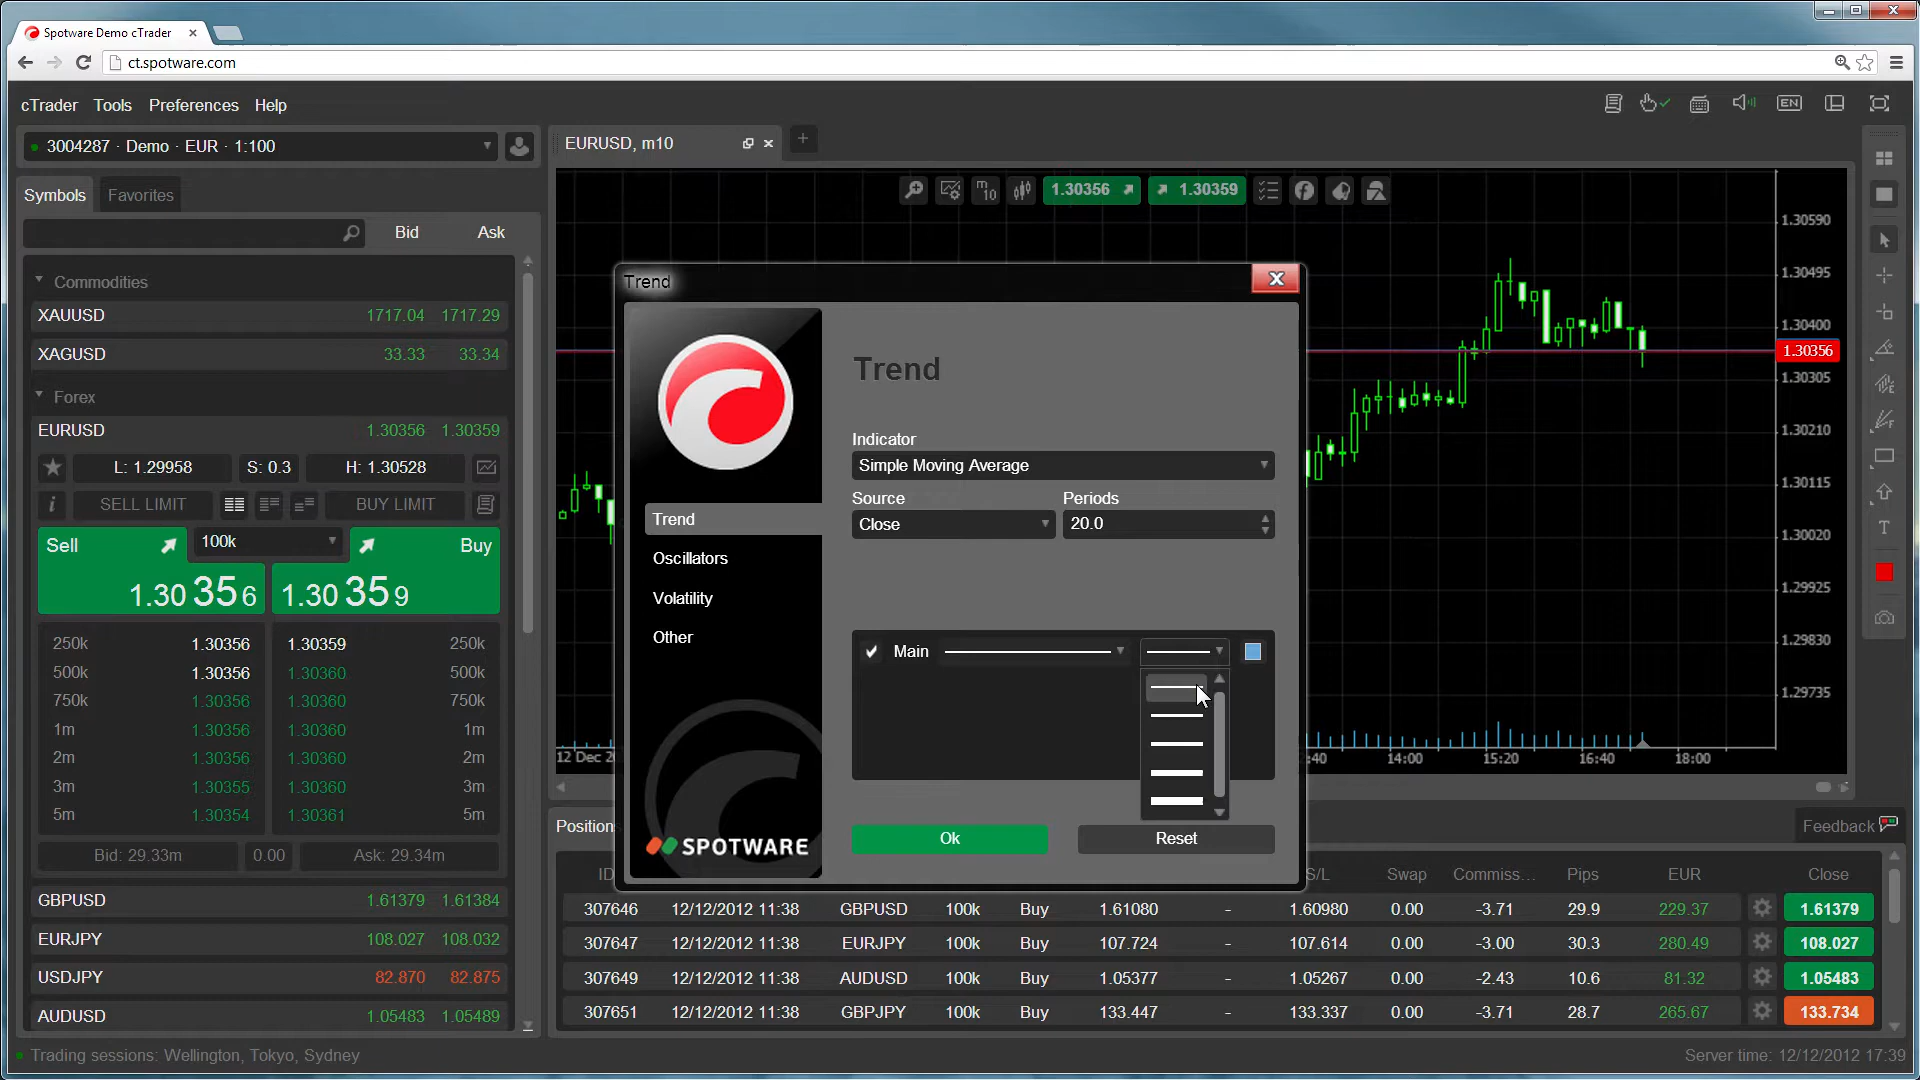 Spotware Demo cTrader
ct.spotware.com
cTrader Tools Preferences Help
EN
3004287 · Demo · EUR · 1:100
EURUSD, m10
Symbols Favorites
m10
1.30356 1.30359
Bid Ask
Commodities
XAUUSD 1717.04 1717.29
XAGUSD 33.33 33.34
Forex
EURUSD 1.30356 1.30359
L: 1.29958 S: 0.3 H: 1.30528
SELL LIMIT BUY LIMIT
Sell 100k Buy
1.30 35 6 1.30 35 9
250k 1.30356 1.30359 250k
500k 1.30356 1.30360 500k
750k 1.30356 1.30360 750k
1m 1.30356 1.30360 1m
2m 1.30356 1.30360 2m
3m 1.30355 1.30360 3m
5m 1.30354 1.30361 5m
Bid: 29.33m 0.00 Ask: 29.34m
GBPUSD 1.61379 1.61384
EURJPY 108.027 108.032
USDJPY 82.870 82.875
AUDUSD 1.05483 1.05489
Trend
Trend
Indicator
Simple Moving Average
Source Periods
Close 20.0
Trend
Oscillators
Volatility
Other
Main
SPOTWARE
Ok Reset
1.30590
1.30495
1.30400
1.30356
1.30305
1.30210
1.30115
1.30020
1.29925
1.29830
1.29735
T
12 Dec 2 :40 14:00 15:20 16:40 18:00
Position Feedback
ID S/L Swap Commiss... Pips EUR Close
307646 12/12/2012 11:38 GBPUSD 100k Buy 1.61080 - 1.60980 0.00 -3.71 29.9 229.37 1.61379
307647 12/12/2012 11:38 EURJPY 100k Buy 107.724 - 107.614 0.00 -3.00 30.3 280.49 108.027
307649 12/12/2012 11:38 AUDUSD 100k Buy 1.05377 - 1.05267 0.00 -2.43 10.6 81.32 1.05483
307651 12/12/2012 11:38 GBPJPY 100k Buy 133.447 - 133.337 0.00 -3.71 28.7 265.67 133.734
Trading sessions: Wellington, Tokyo, Sydney
Server time: 12/12/2012 17:39